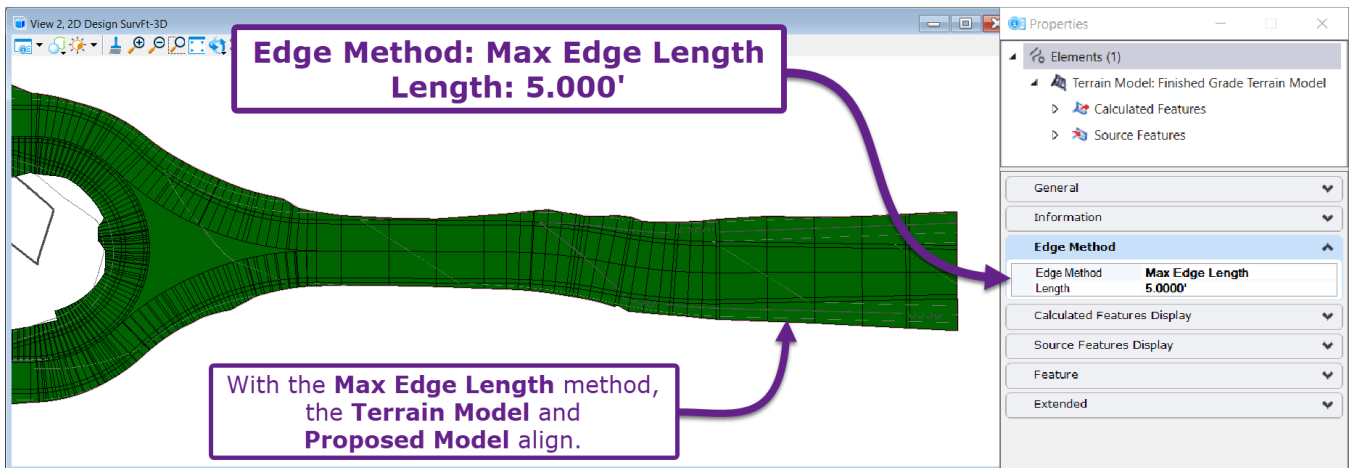 View 2, 2D Design SurvFt-3D
Edge Method: Max Edge Length
Length: 5.000'
With the Max Edge Length method,
the Terrain Model and
Proposed Model align.
Properties
Elements (1)
Terrain Model: Finished Grade Terrain Model
Calculated Features
Source Features
General
Information
Edge Method
Edge Method Max Edge Length
Length 5.0000'
Calculated Features Display
Source Features Display
Feature
Extended